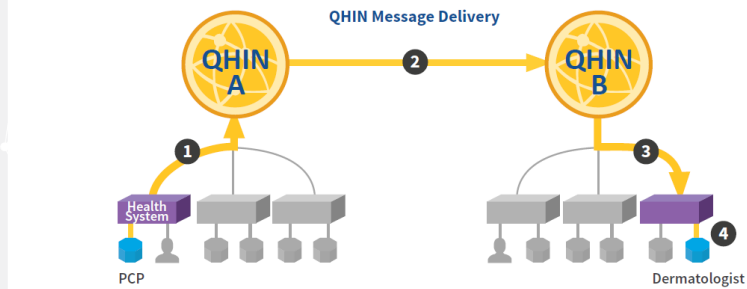 QHIN Message Delivery
QHIN
A
2
QHIN
B
1
3
Health
System
4
PCP
Dermatologist